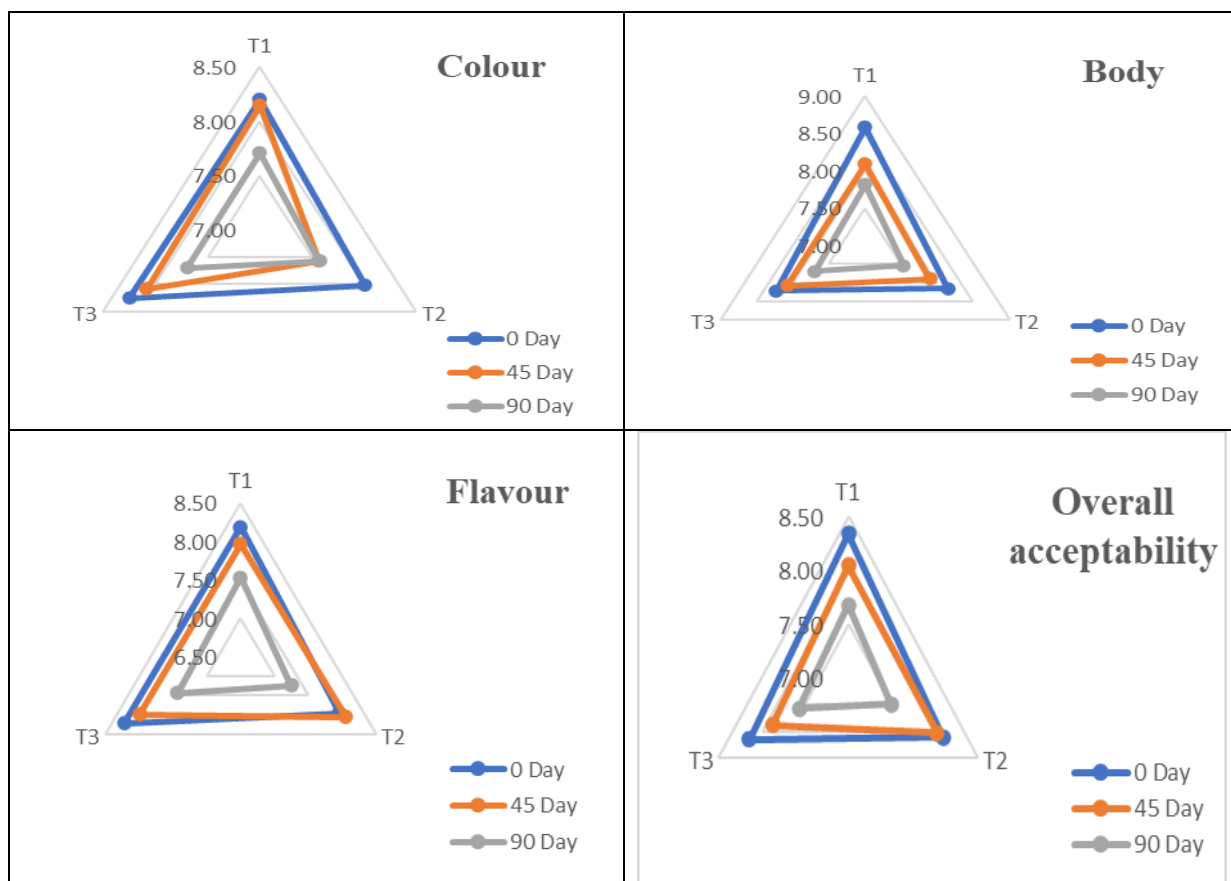 T1
Colour
8.50
8.00
7.50
7.00
T3
T2
0 Day
45 Day
90 Day
T1
Body
9.00
8.50
8.00
7.50
7.00
T3
T2
0 Day
45 Day
90 Day
T1
Flavour
8.50
8.00
7.50
7.00
6.50
T3
T2
0 Day
45 Day
90 Day
T1
Overall
acceptability
8.50
8.00
7.50
7.00
T3
T2
0 Day
45 Day
90 Day